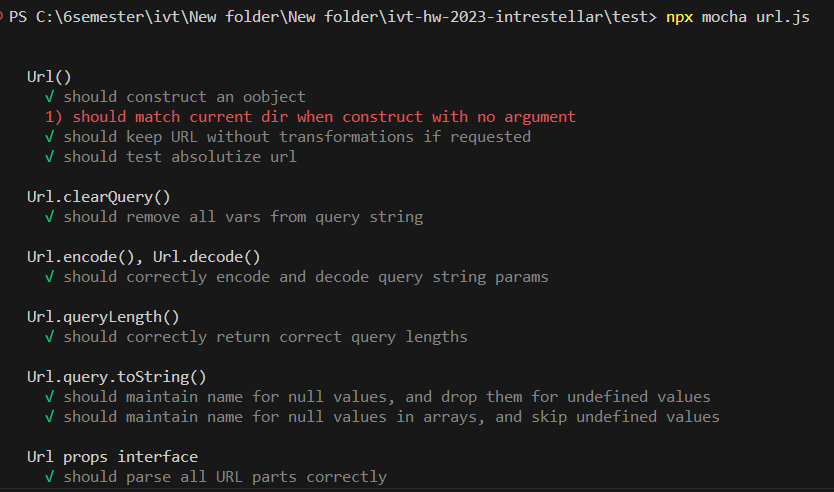 PS C:\6semester\ivt\New folder\New folder\ivt-hw-2023-intrestellar\test> npx mocha url.js
Url()
√ should construct an oobject
1) should match current dir when construct with no argument
√ should keep URL without transformations if requested
√ should test absolutize url
Url.clearQuery()
√ should remove all vars from query string
Url.encode(), Url.decode()
√ should correctly encode and decode query string params
Url.queryLength()
√ should correctly return correct query lengths
Url.query.toString()
√ should maintain name for null values, and drop them for undefined values
√ should maintain name for null values in arrays, and skip undefined values
Url props interface
√ should parse all URL parts correctly